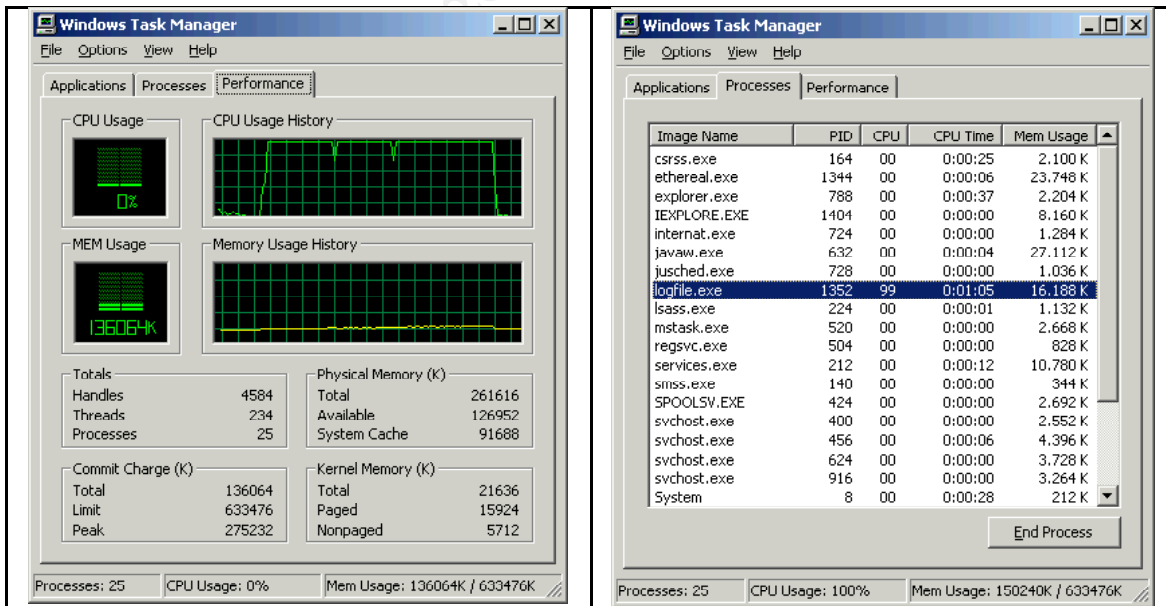 Windows Task Manager
File Options View Help
Applications Processes Performance
CPU Usage
CPU Usage History
0%
MEM Usage
Memory Usage History
136064K
Totals
Handles 4584
Threads 234
Processes 25
Physical Memory (K)
Total 261616
Available 126952
System Cache 91688
Commit Charge (K)
Total 136064
Limit 633476
Peak 275232
Kernel Memory (K)
Total 21636
Paged 15924
Nonpaged 5712
Processes: 25 CPU Usage: 0% Mem Usage: 136064K / 633476K
Windows Task Manager
File Options View Help
Applications Processes Performance
Image Name PID CPU CPU Time Mem Usage
csrss.exe 164 00 0:00:25 2.100 K
ethereal.exe 1344 00 0:00:06 23.748 K
explorer.exe 788 00 0:00:37 2.204 K
IEXPLORE.EXE 1404 00 0:00:00 8.160 K
internat.exe 724 00 0:00:00 1.284 K
javaw.exe 632 00 0:00:04 27.112 K
jusched.exe 728 00 0:00:00 1.036 K
logfile.exe 1352 99 0:01:05 16.188 K
lsass.exe 224 00 0:00:01 1.132 K
mstask.exe 520 00 0:00:00 2.668 K
regsvc.exe 504 00 0:00:00 828 K
services.exe 212 00 0:00:12 10.780 K
smss.exe 140 00 0:00:00 344 K
SPOOLSV.EXE 424 00 0:00:00 2.692 K
svchost.exe 400 00 0:00:00 2.552 K
svchost.exe 456 00 0:00:06 4.396 K
svchost.exe 624 00 0:00:00 3.728 K
svchost.exe 916 00 0:00:00 3.264 K
System 8 00 0:00:28 212 K
End Process
Processes: 25 CPU Usage: 100% Mem Usage: 150240K / 633476K